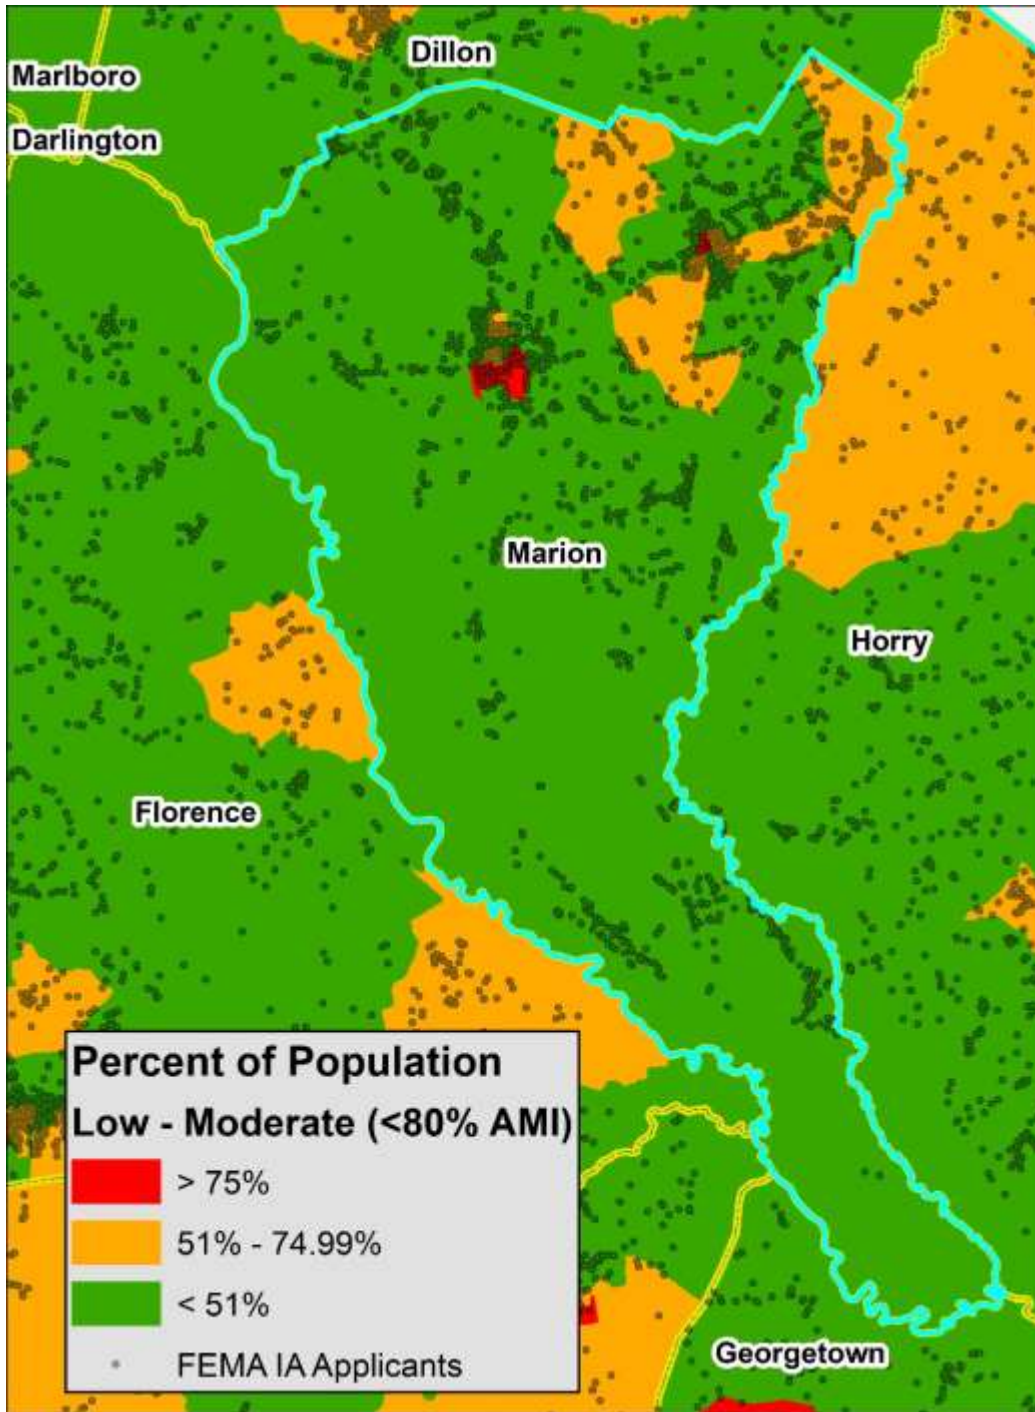 Dillon
Marlboro
Darlington
Marion
Horry
Florence
Percent of Population
Low - Moderate (<80% AMI)
> 75%
51% - 74.99%
< 51%
FEMA IA Applicants
Georgetown